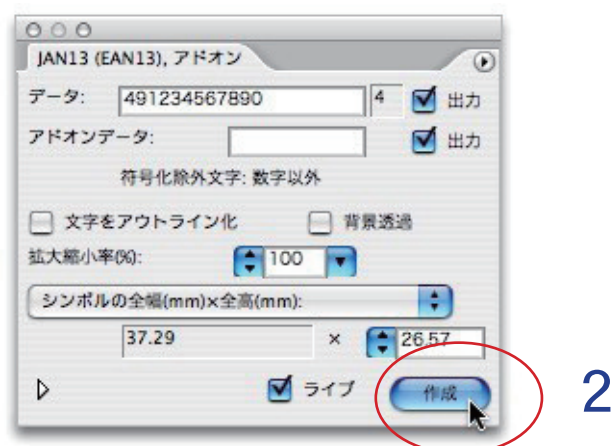 JAN13 (EAN13), アドオン
データ: 491234567890 4 出力
アドオンデータ: 出力
符号化除外文字: 数字以外
文字をアウトライン化 背景透過
拡大縮小率(%): 100
シンボルの全幅(mm)×全高(mm):
37.29 × 26.57
ライブ 作成
2